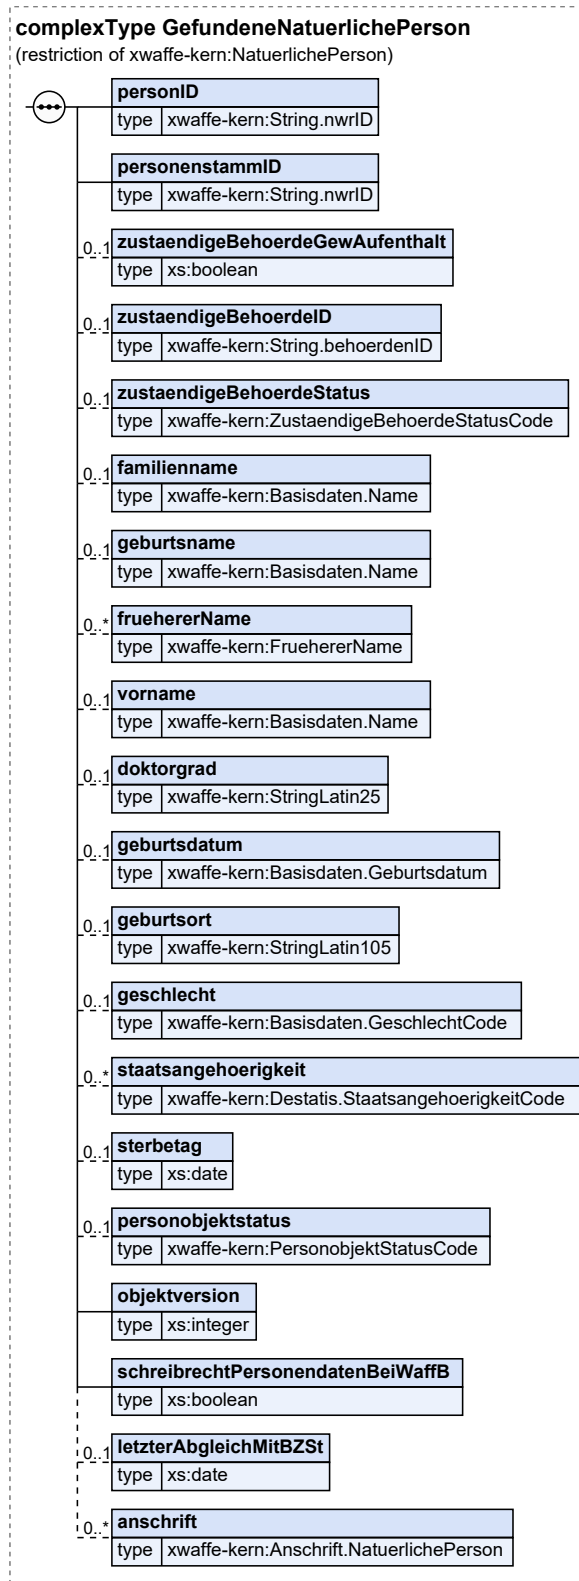 complexType GefundeneNatuerlichePerson
(restriction of xwaffe-kern:NatuerlichePerson)
personID
type xwaffe-kern:String.nwrID
personenstammID
type xwaffe-kern:String.nwrID
0..1 zustaendigeBehoerdeGewAufenthalt
type xs:boolean
0..1 zustaendigeBehoerdeID
type xwaffe-kern:String.behoerdenID
0..1 zustaendigeBehoerdeStatus
type xwaffe-kern:ZustaendigeBehoerdeStatusCode
0..1 familienname
type xwaffe-kern:Basisdaten.Name
0..1 geburtsname
type xwaffe-kern:Basisdaten.Name
0..* fruehererName
type xwaffe-kern:FruehererName
0..1 vorname
type xwaffe-kern:Basisdaten.Name
0..1 doktorgrad
type xwaffe-kern:StringLatin25
0..1 geburtsdatum
type xwaffe-kern:Basisdaten.Geburtsdatum
0..1 geburtsort
type xwaffe-kern:StringLatin105
0..1 geschlecht
type xwaffe-kern:Basisdaten.GeschlechtCode
0..* staatsangehoerigkeit
type xwaffe-kern:Destatis.StaatsangehoerigkeitCode
0..1 sterbetag
type xs:date
0..1 personobjektstatus
type xwaffe-kern:PersonobjektStatusCode
objektversion
type xs:integer
schreibrechtPersonendatenBeiWaffB
type xs:boolean
0..1 letzterAbgleichMitBZSt
type xs:date
0..* anschrift
type xwaffe-kern:Anschrift.NatuerlichePerson